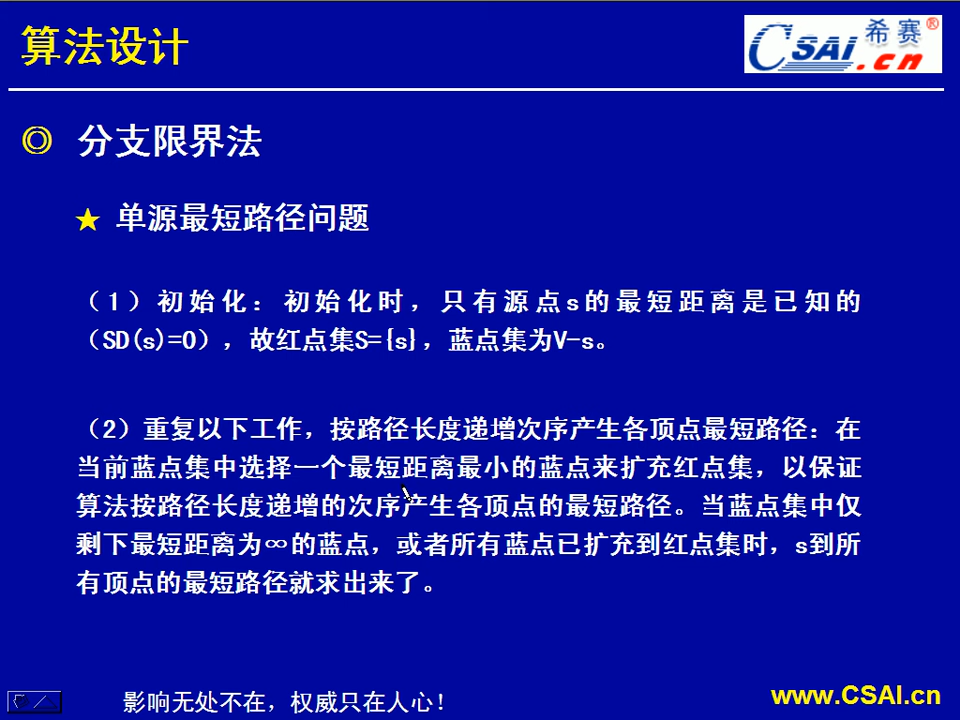 算法设计
CSAI.cn 希赛®
◎ 分支限界法
★ 单源最短路径问题
（1）初始化：初始化时，只有源点s的最短距离是已知的
（SD(s)=0），故红点集S={s}，蓝点集为V-s。
（2）重复以下工作，按路径长度递增次序产生各顶点最短路径：在
当前蓝点集中选择一个最短距离最小的蓝点来扩充红点集，以保证
算法按路径长度递增的次序产生各顶点的最短路径。当蓝点集中仅
剩下最短距离为∞的蓝点，或者所有蓝点已扩充到红点集时，s到所
有顶点的最短路径就求出来了。
影响无处不在，权威只在人心！
www.CSAI.cn